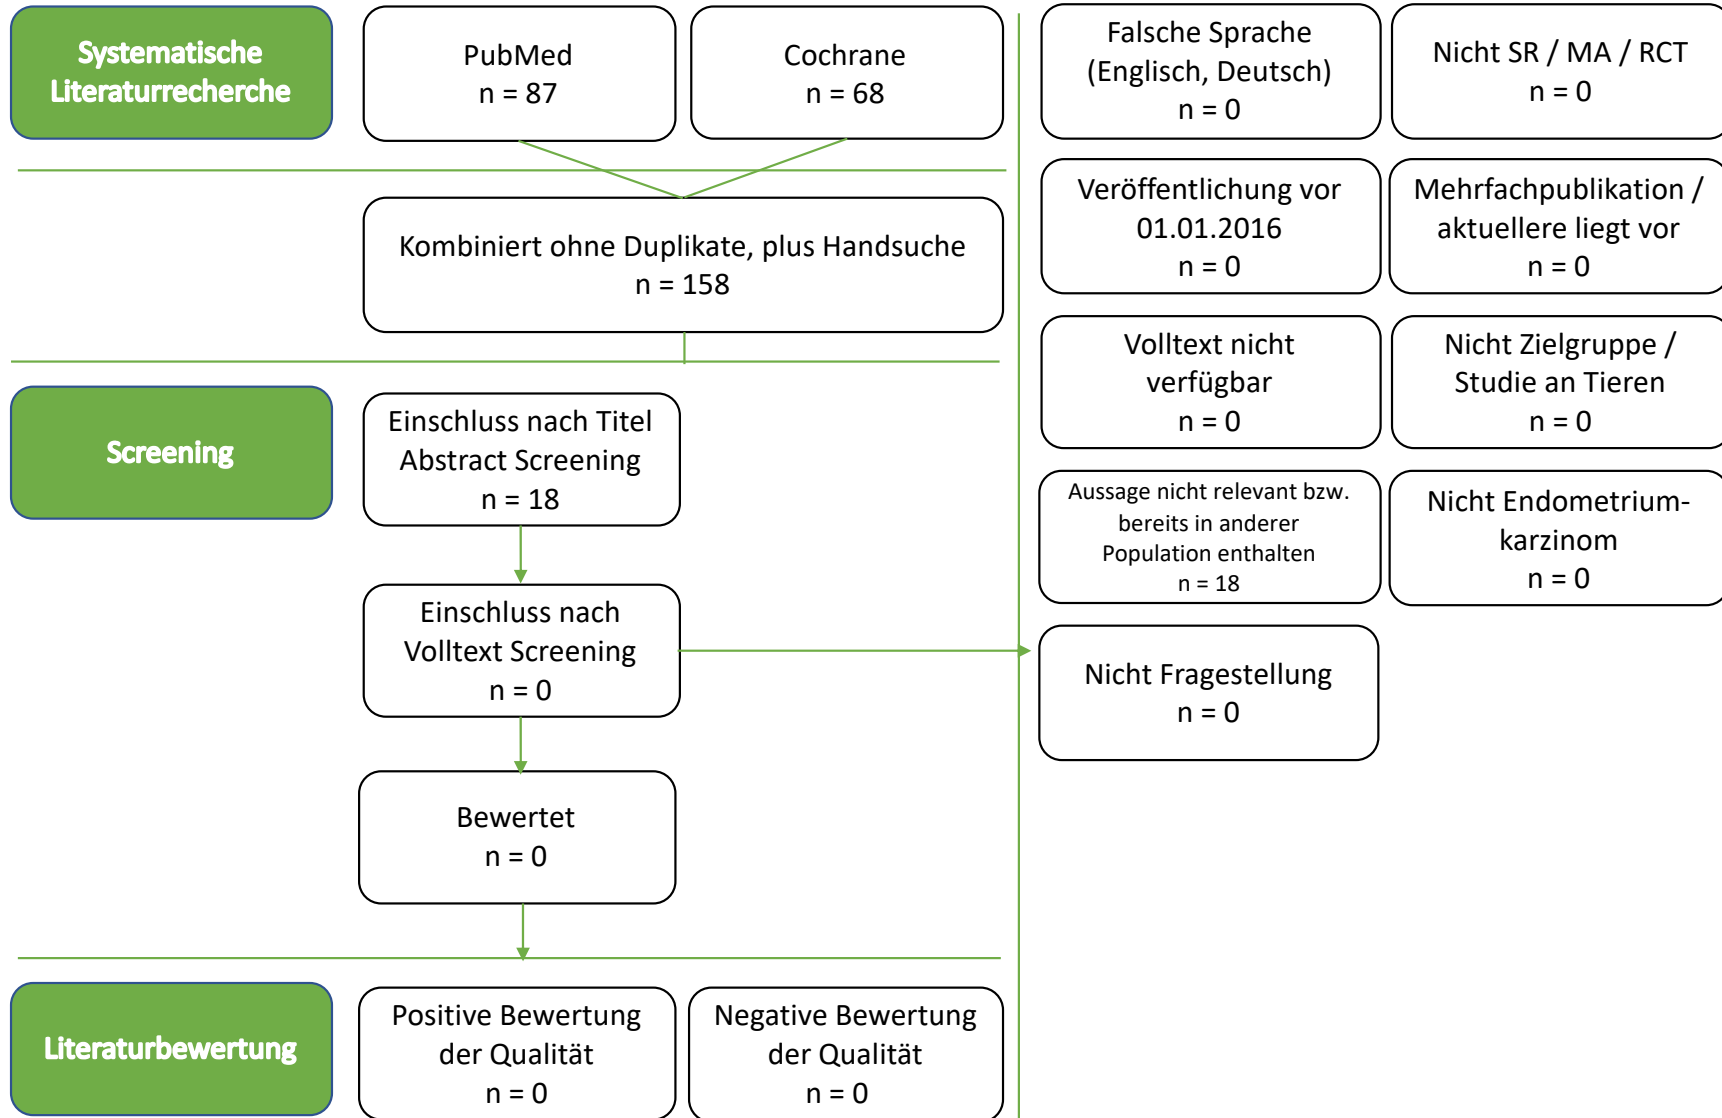 Systematische
Literaturrecherche
PubMed
n = 87
Cochrane
n = 68
Kombiniert ohne Duplikate, plus Handsuche
n = 158
Screening
Einschluss nach Titel
Abstract Screening
n = 18
Einschluss nach
Volltext Screening
n = 0
Bewertet
n = 0
Literaturbewertung
Positive Bewertung
der Qualität
n = 0
Negative Bewertung
der Qualität
n = 0
Falsche Sprache
(Englisch, Deutsch)
n = 0
Nicht SR / MA / RCT
n = 0
Veröffentlichung vor
01.01.2016
n = 0
Mehrfachpublikation /
aktuellere liegt vor
n = 0
Volltext nicht
verfügbar
n = 0
Nicht Zielgruppe /
Studie an Tieren
n = 0
Aussage nicht relevant bzw.
bereits in anderer
Population enthalten
n = 18
Nicht Endometrium-
karzinom
n = 0
Nicht Fragestellung
n = 0